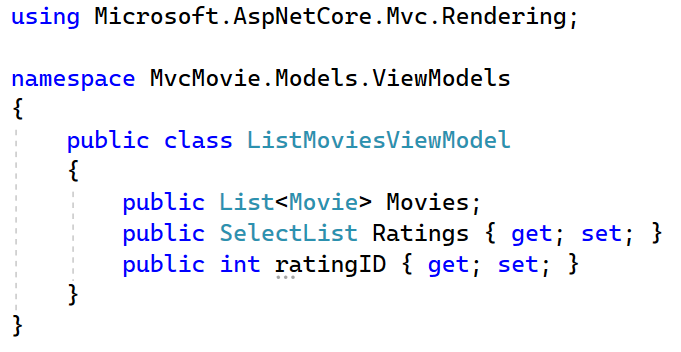 using Microsoft.AspNetCore.Mvc.Rendering;
namespace MvcMovie.Models.ViewModels
{
    public class ListMoviesViewModel
    {
        public List<Movie> Movies;
        public SelectList Ratings { get; set; }
        public int ratingID { get; set; }
    }
}